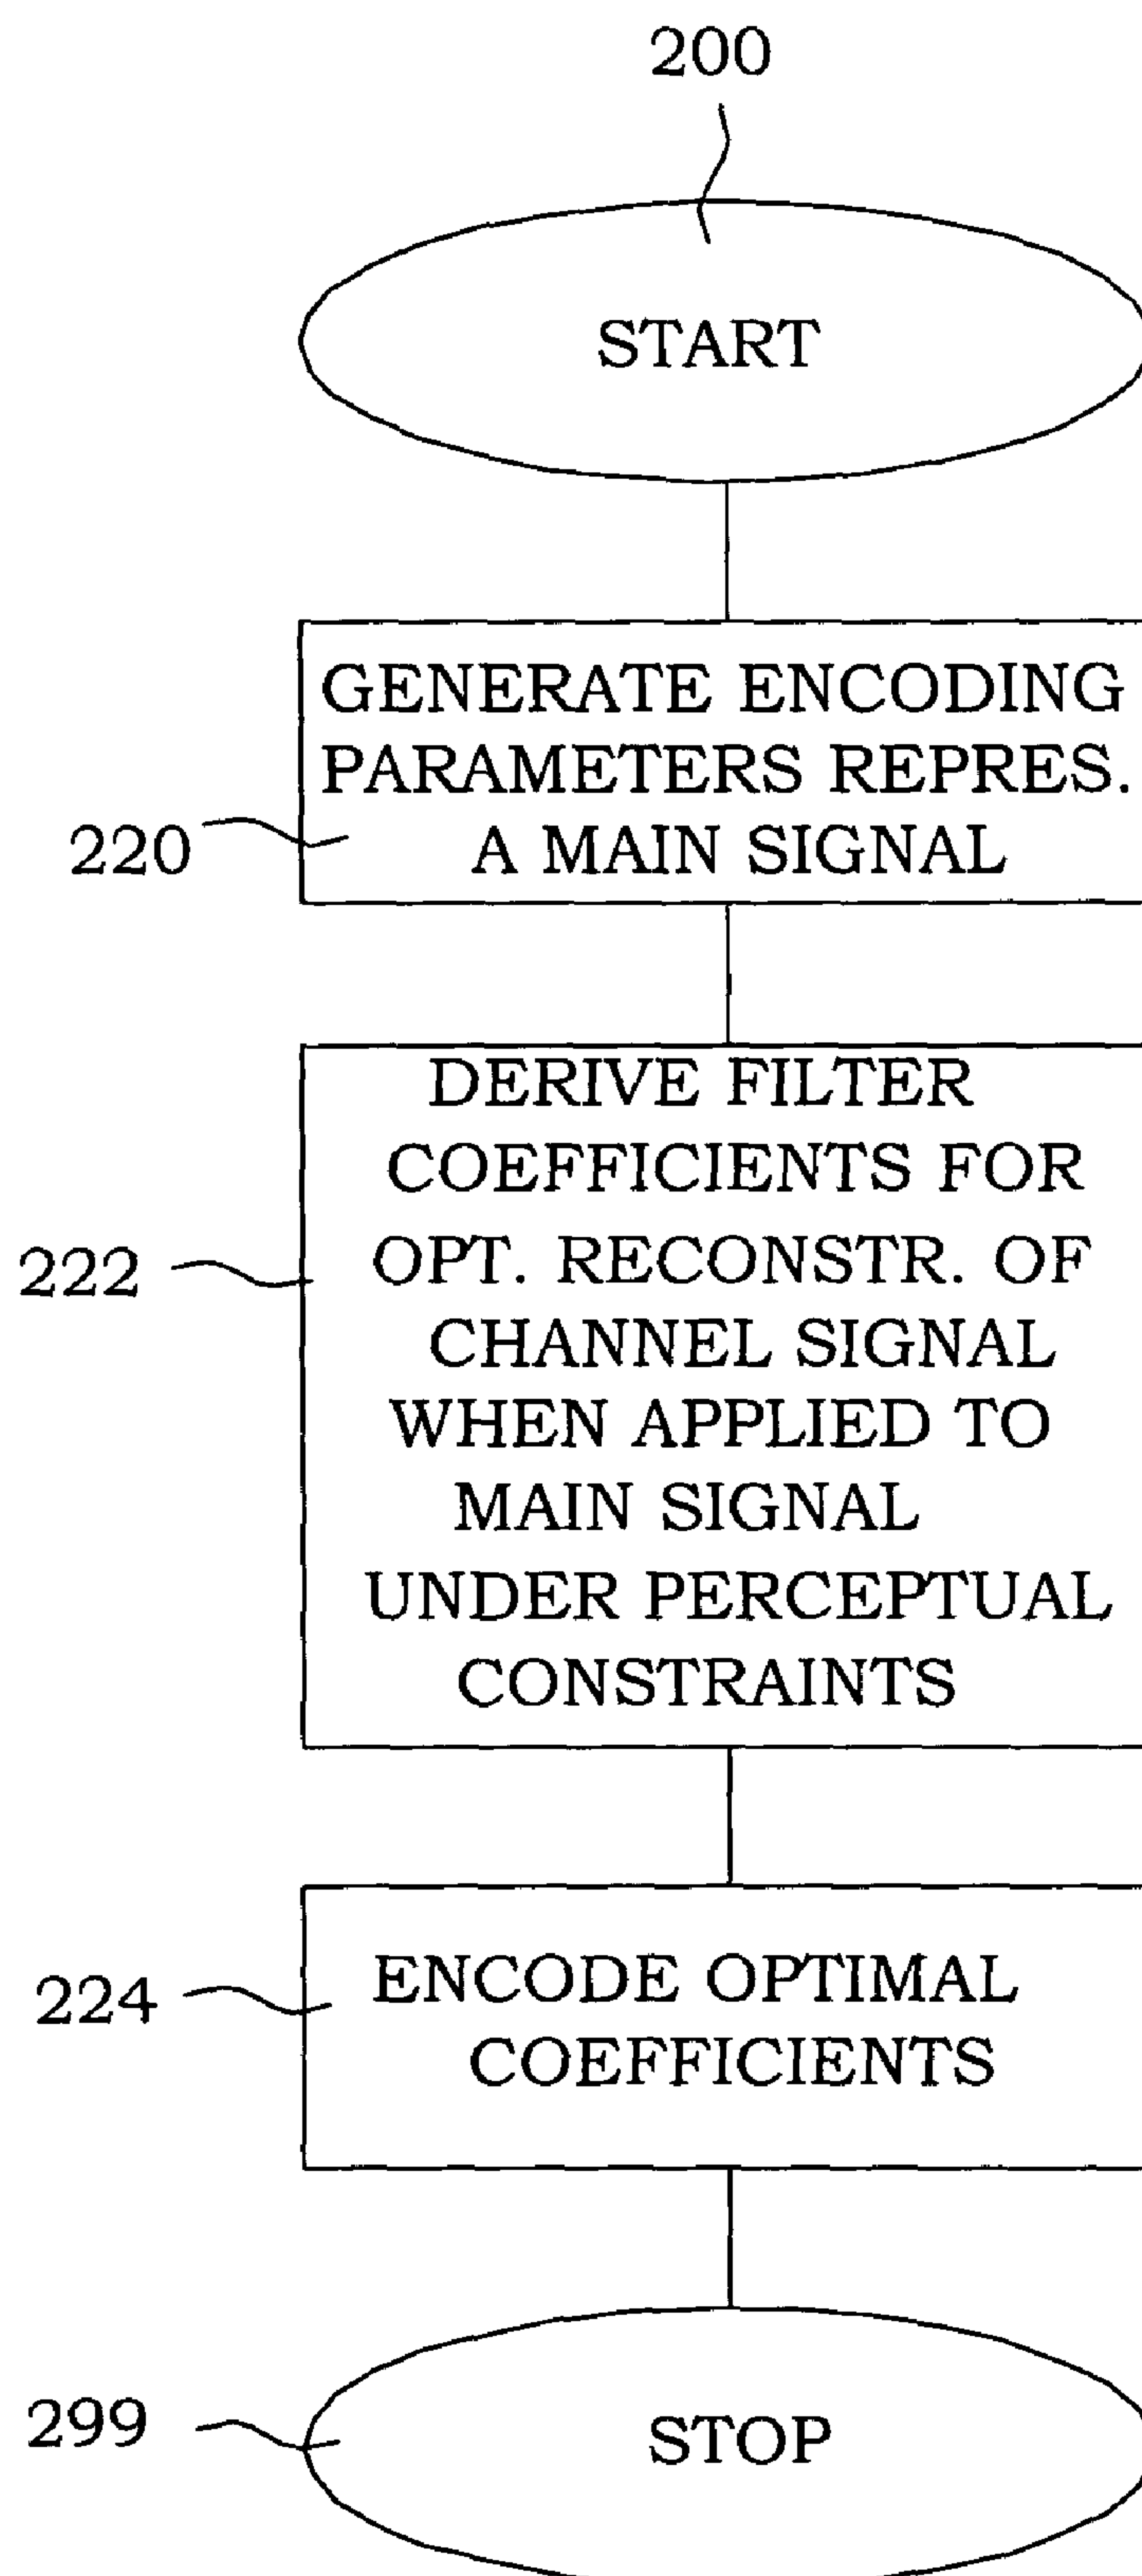 200
START
GENERATE ENCODING
PARAMETERS REPRES.
A MAIN SIGNAL
220
DERIVE FILTER
COEFFICIENTS FOR
OPT. RECONSTR. OF
CHANNEL SIGNAL
WHEN APPLIED TO
MAIN SIGNAL
UNDER PERCEPTUAL
CONSTRAINTS
222
ENCODE OPTIMAL
COEFFICIENTS
224
STOP
299